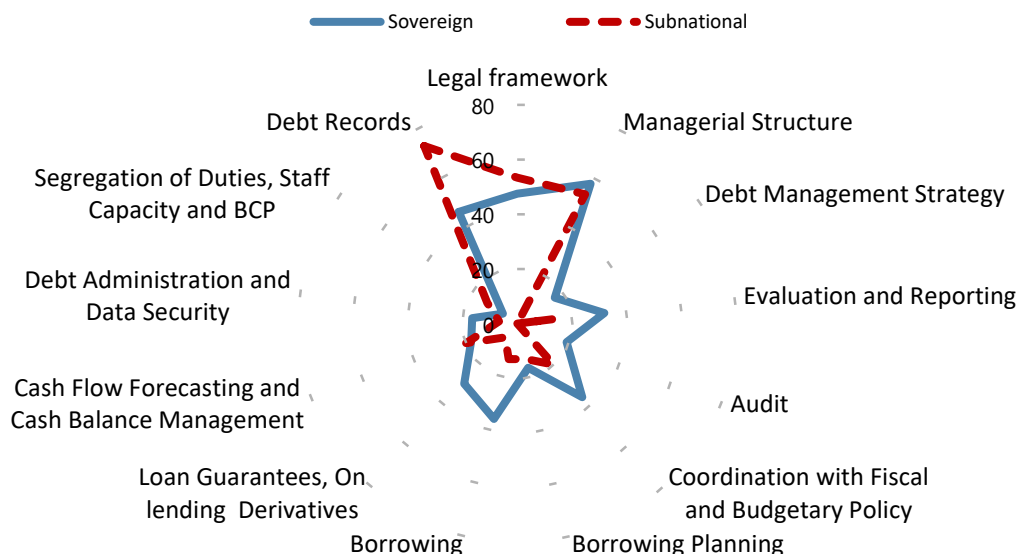 Sovereign
Subnational
Legal framework
80
Debt Records
Managerial Structure
60
Segregation of Duties, Staff
Capacity and BCP
Debt Management Strategy
40
20
Debt Administration and
Data Security
Evaluation and Reporting
0
Cash Flow Forecasting and
Cash Balance Management
Audit
Loan Guarantees, On
lending  Derivatives
Coordination with Fiscal
and Budgetary Policy
Borrowing
Borrowing Planning